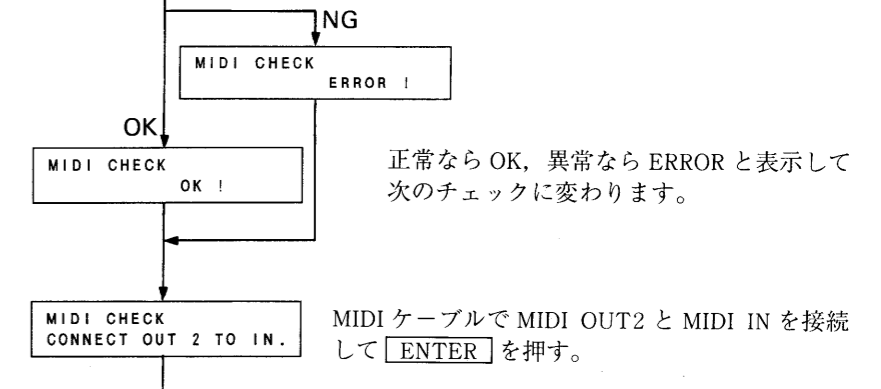 NG
MIDI CHECK
ERROR !
OK
MIDI CHECK
OK !
正常なら OK，異常なら ERROR と表示して
次のチェックに変わります。
MIDI CHECK
CONNECT OUT 2 TO IN.
MIDI ケーブルで MIDI OUT2 と MIDI IN を接続
して ENTER を押す。